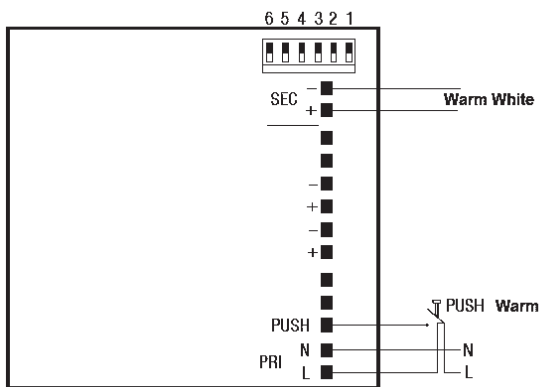 6 5 4 3 2 1
SEC
−
+
Warm White
−
+
−
+
PUSH
PUSH Warm
PRI
N
N
L
L